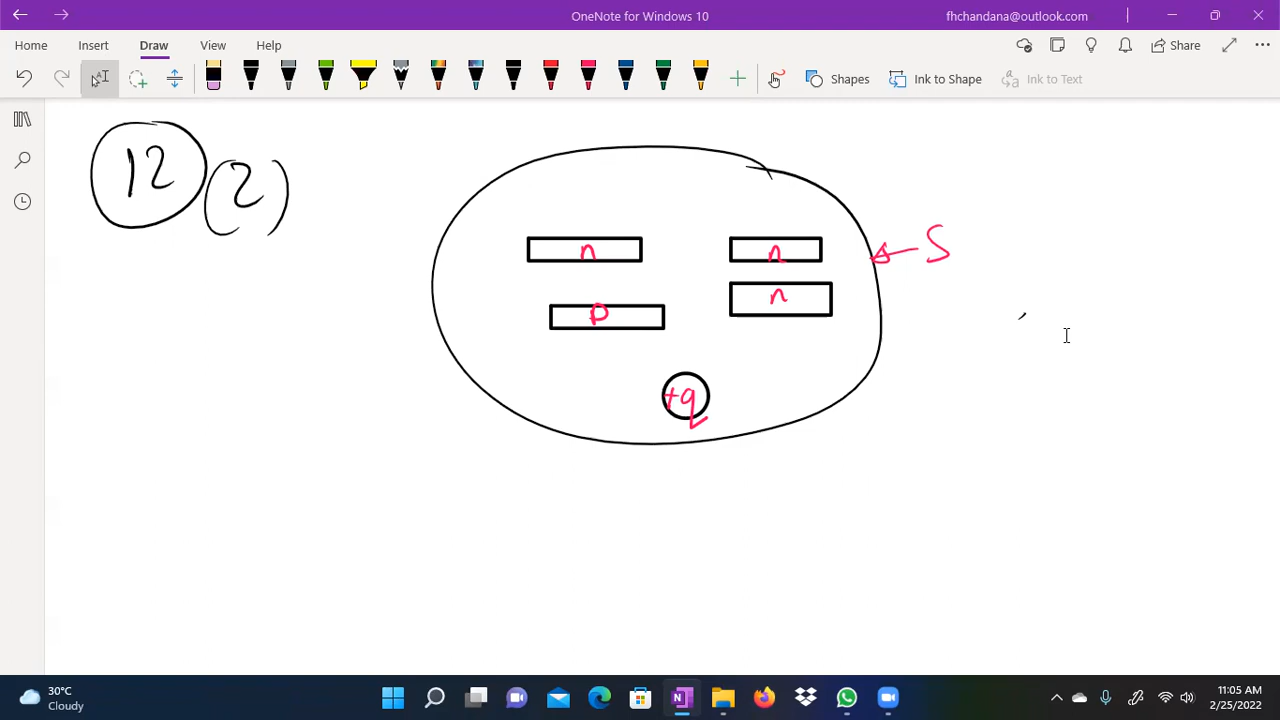 OneNote for Windows 10
fhchandana@outlook.com
Home Insert Draw View Help
Share
Shapes
Ink to Shape
Ink to Text
12 (2)
n n
n
p
+q
S
30°C
Cloudy
11:05 AM
2/25/2022